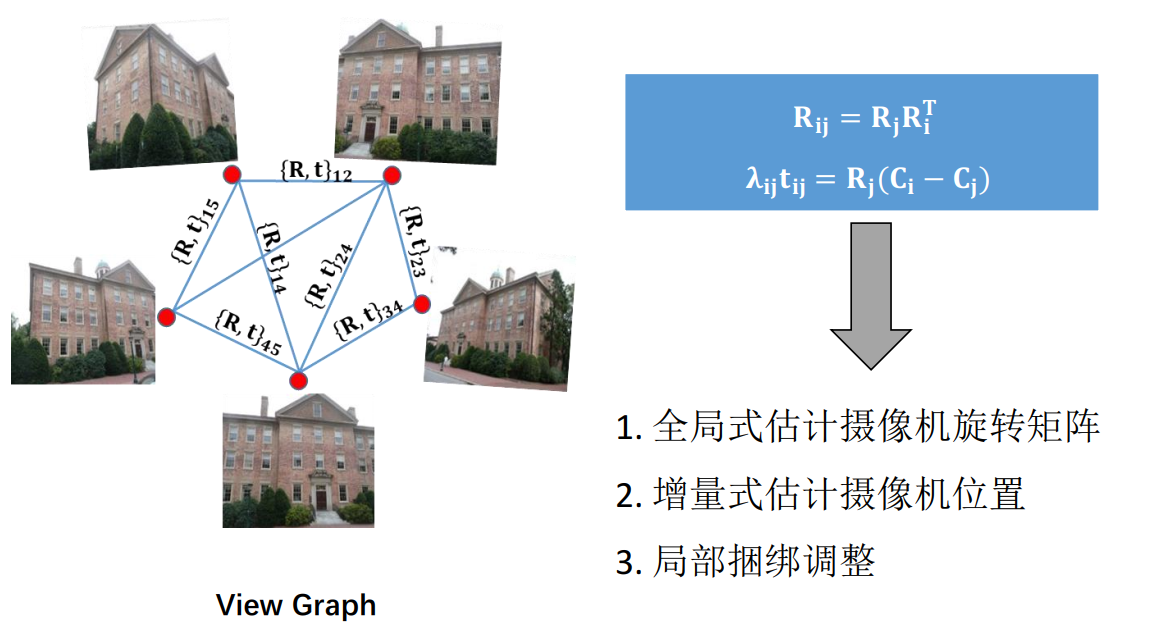 {R, t}₁₂
{R, t}₁₅
{R, t}₁₄
{R, t}₂₄
{R, t}₂₃
{R, t}₄₅
{R, t}₃₄
View Graph
Rᵢⱼ = RⱼRᵢᵀ
λᵢⱼtᵢⱼ = Rⱼ(Cᵢ − Cⱼ)
1. 全局式估计摄像机旋转矩阵
2. 增量式估计摄像机位置
3. 局部捆绑调整